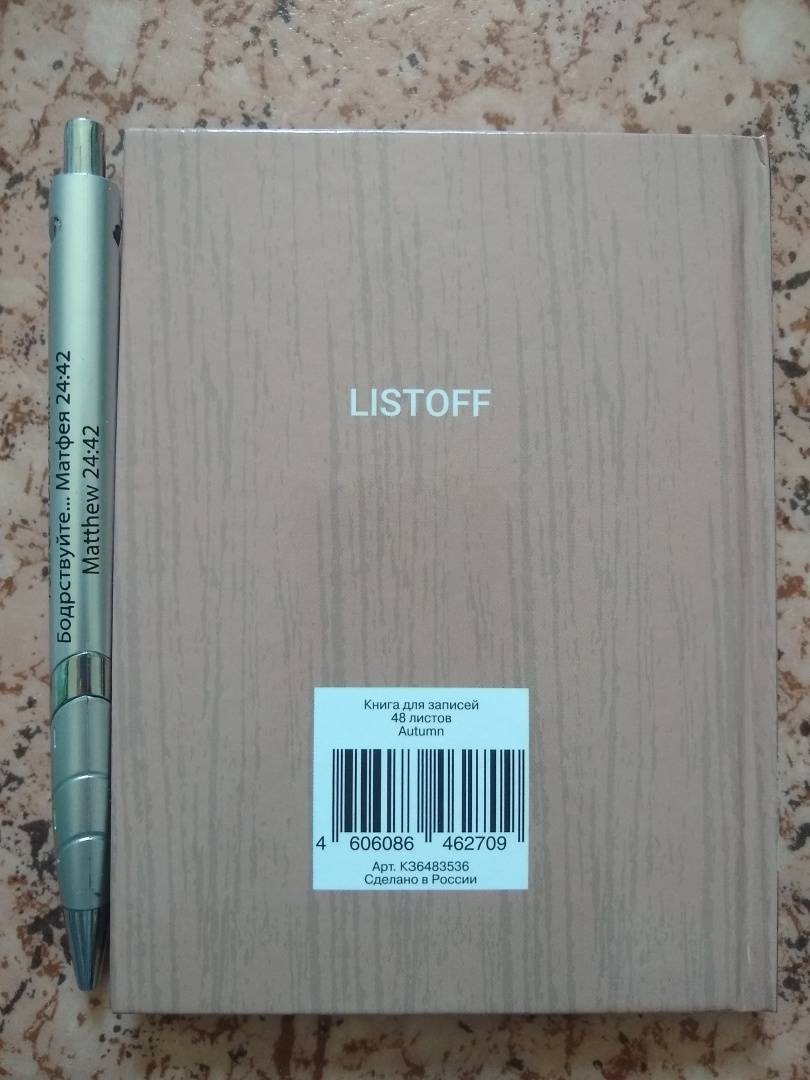 Бодрствуйте... Матфея 24:42
Matthew 24:42
LISTOFF
Книга для записей
48 листов
Autumn
4 606086 462709
Арт. КЗ6483536
Сделано в России